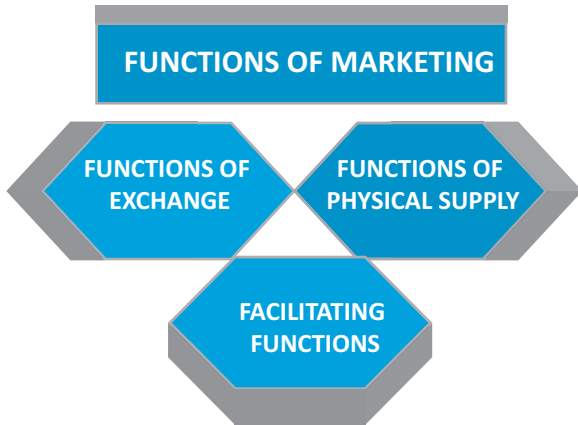 FUNCTIONS OF MARKETING
FUNCTIONS OF
EXCHANGE
FUNCTIONS OF
PHYSICAL SUPPLY
FACILITATING
FUNCTIONS